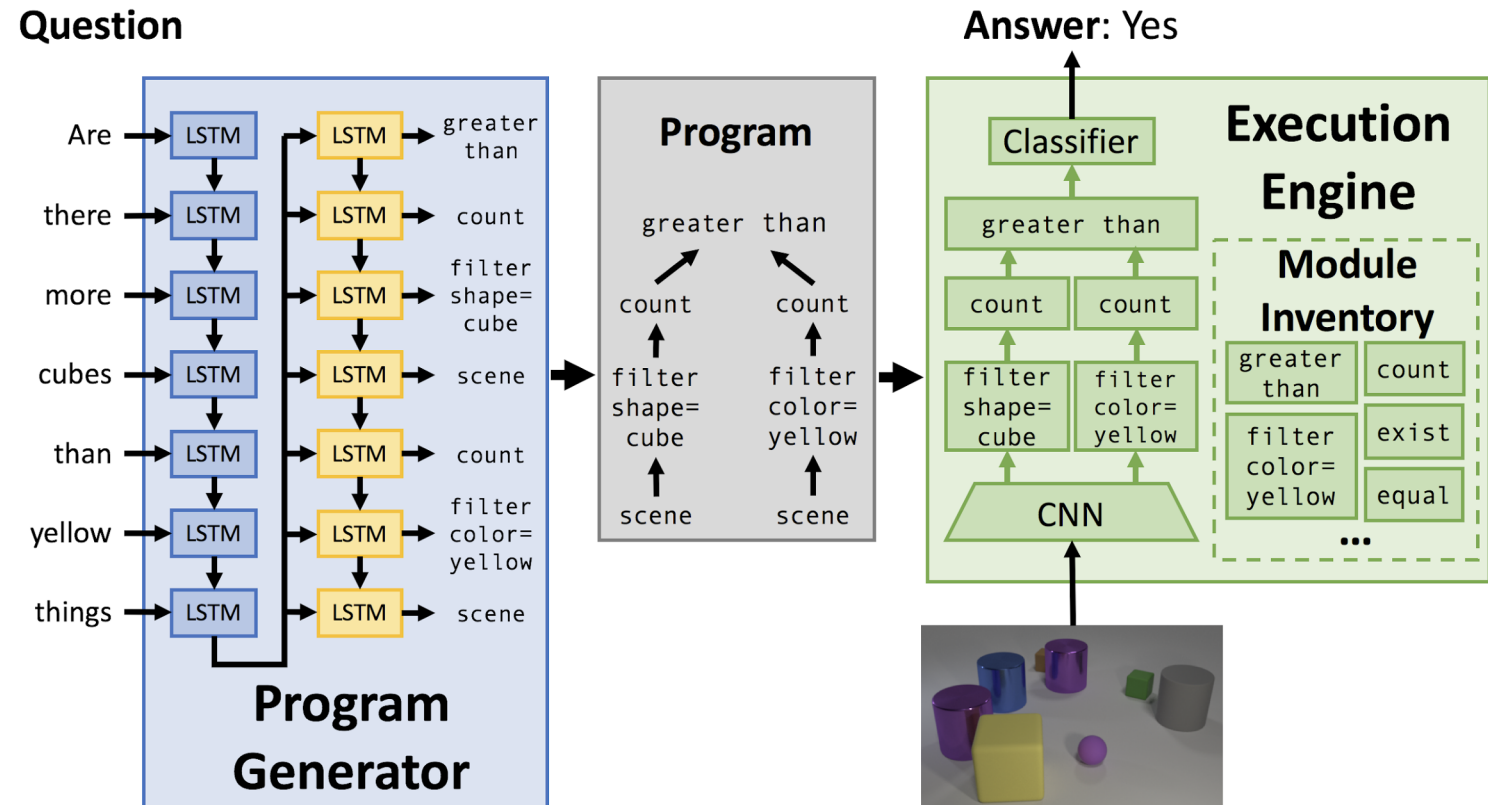 Question
Answer: Yes
Are
there
more
cubes
than
yellow
things
LSTM
LSTM
LSTM
LSTM
LSTM
LSTM
LSTM
LSTM
LSTM
LSTM
LSTM
LSTM
LSTM
LSTM
greater
than
count
filter
shape=
cube
scene
count
filter
color=
yellow
scene
Program
Generator
Program
greater than
count
count
filter
shape=
cube
filter
color=
yellow
scene
scene
Execution
Engine
Classifier
greater than
count
count
filter
shape=
cube
filter
color=
yellow
CNN
Module
Inventory
greater
than
count
filter
color=
yellow
exist
equal
...